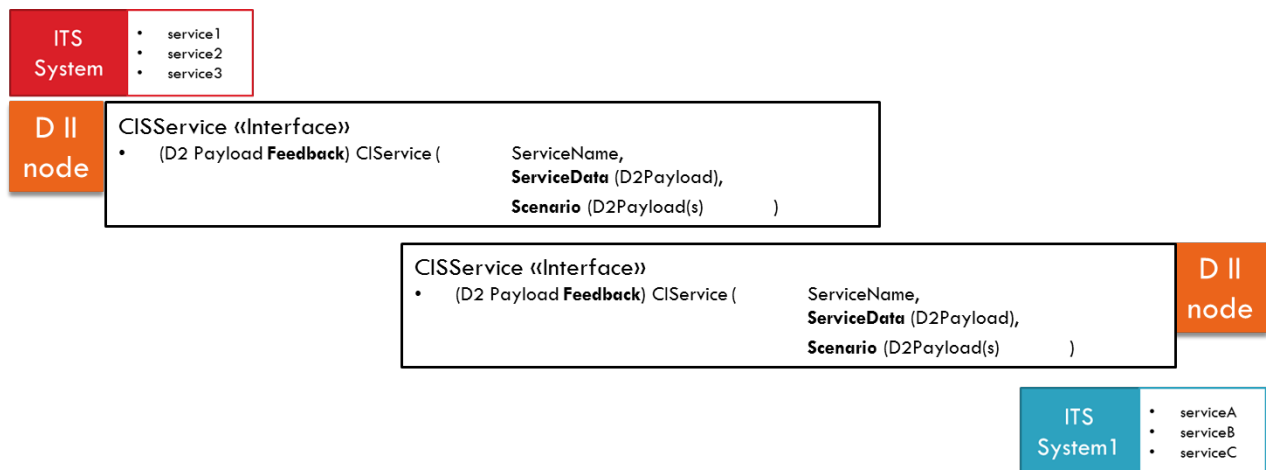 ITS
System
• service1
• service2
• service3
D II
node
CISService «Interface»
• (D2 Payload Feedback) CIService ( ServiceName,
ServiceData (D2Payload),
Scenario (D2Payload(s) )
CISService «Interface»
• (D2 Payload Feedback) CIService ( ServiceName,
ServiceData (D2Payload),
Scenario (D2Payload(s) )
D II
node
ITS
System1
• serviceA
• serviceB
• serviceC